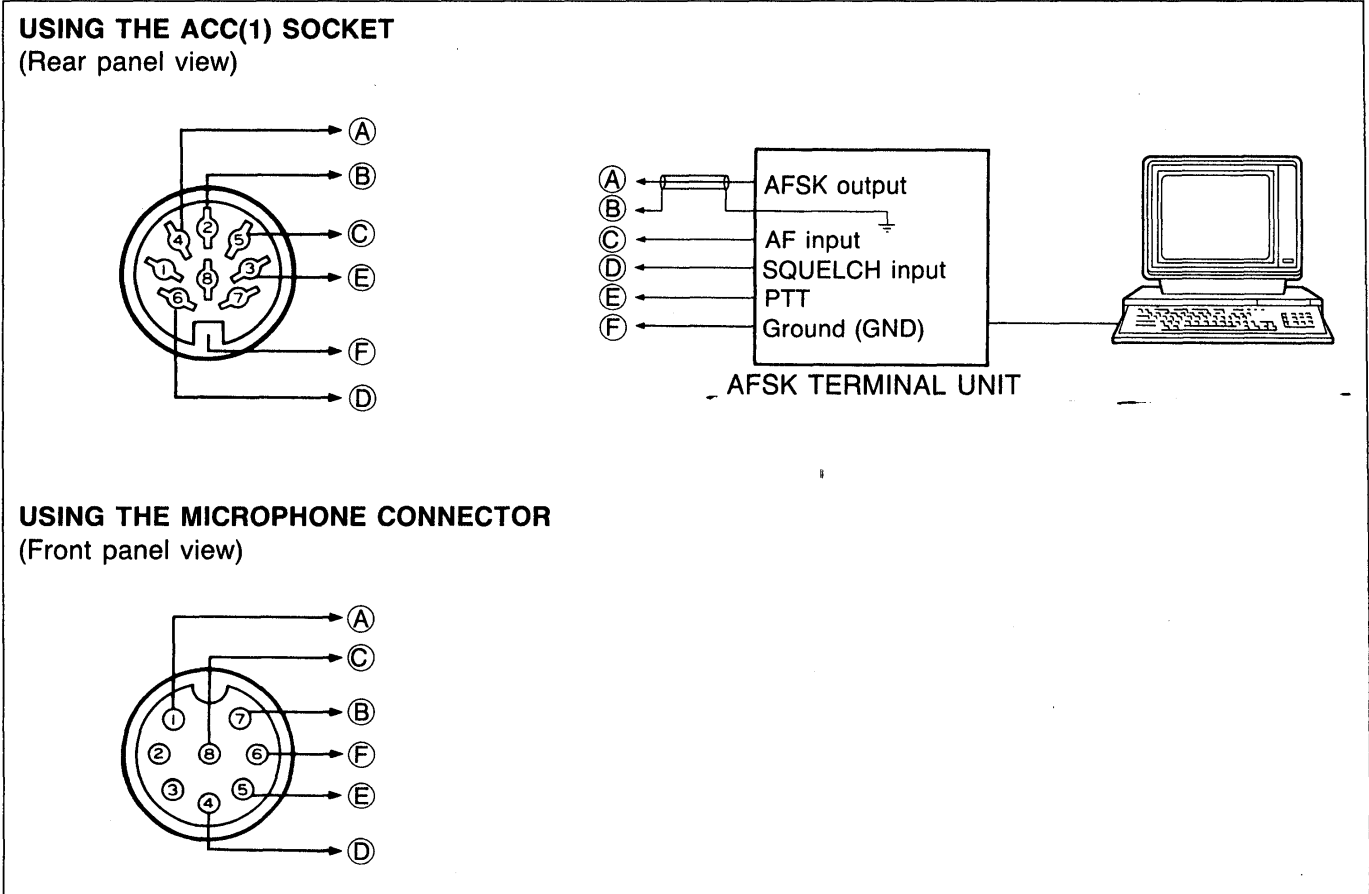 USING THE ACC(1) SOCKET
(Rear panel view)
A
B
C
E
F
D
4
2
5
1
8
3
6
7
A
B
C
D
E
F
AFSK output
AF input
SQUELCH input
PTT
Ground (GND)
AFSK TERMINAL UNIT
USING THE MICROPHONE CONNECTOR
(Front panel view)
A
C
B
F
E
D
1
7
2
8
6
3
4
5